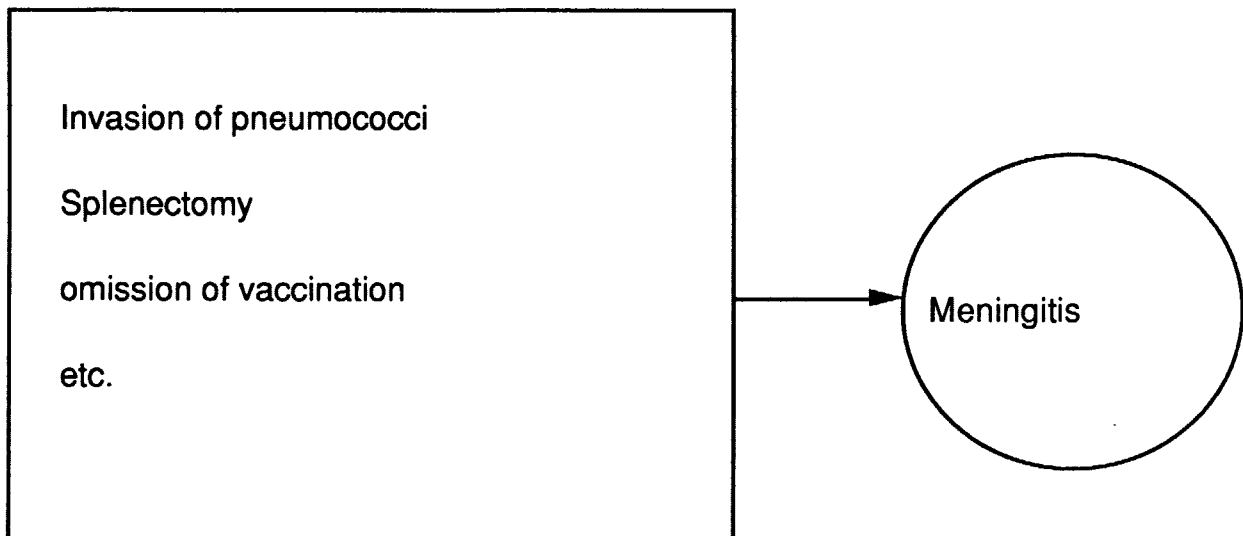 Invasion of pneumococci
Splenectomy
omission of vaccination
etc.
Meningitis